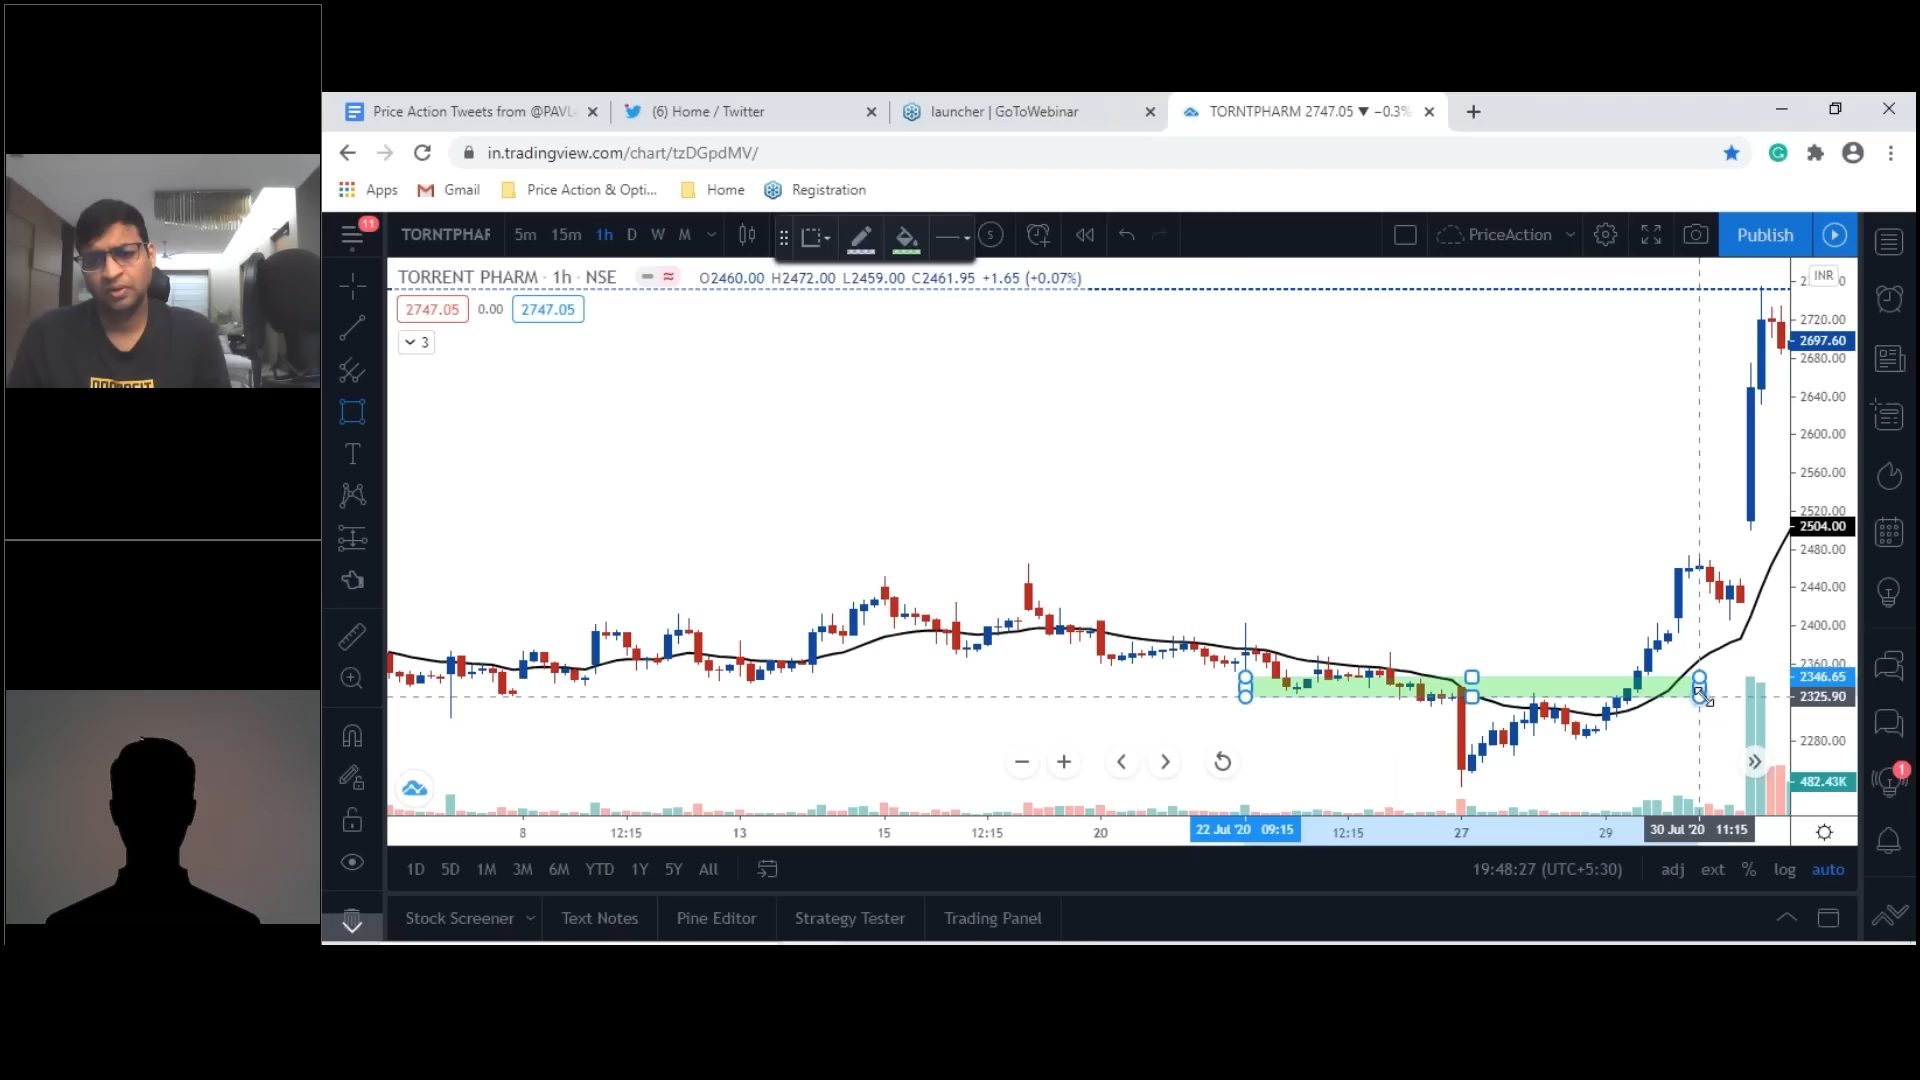 Price Action Tweets from @PAVL
(6) Home / Twitter
launcher | GoToWebinar
TORNTPHARM 2747.05 ▼ −0.3%
in.tradingview.com/chart/tzDGpdMV/
Apps
Gmail
Price Action & Opti...
Home
Registration
11
TORNTPHAR
5m 15m 1h D W M
S
PriceAction
Publish
TORRENT PHARM · 1h · NSE
O2460.00 H2472.00 L2459.00 C2461.95 +1.65 (+0.07%)
INR
2747.05 0.00 2747.05
3
2720.00
2697.60
2680.00
2640.00
2600.00
2560.00
2520.00
2504.00
2480.00
2440.00
2400.00
2360.00
2346.65
2325.90
2280.00
482.43K
1
8 12:15 13 15 12:15 20 22 Jul '20 09:15 12:15 27 29 30 Jul '20 11:15
1D 5D 1M 3M 6M YTD 1Y 5Y All
19:48:27 (UTC+5:30) adj ext % log auto
Stock Screener Text Notes Pine Editor Strategy Tester Trading Panel